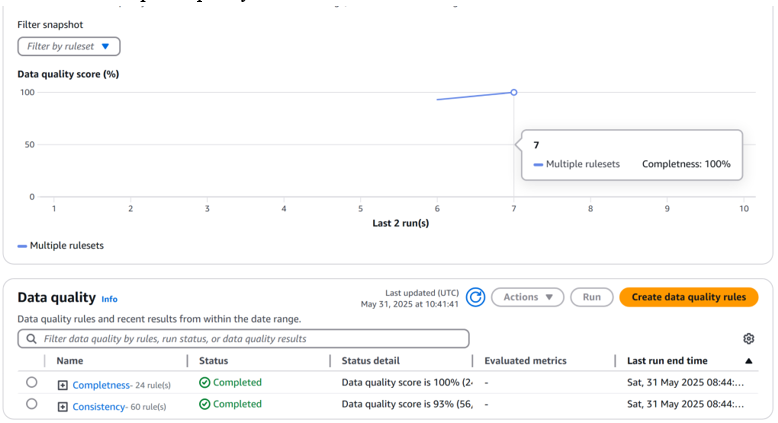 Filter snapshot
Filter by ruleset
Data quality score (%)
100
50
0
7
Multiple rulesets Completness: 100%
1 2 3 4 5 6 7 8 9 10
Last 2 run(s)
Multiple rulesets
Data quality Info
Last updated (UTC)
May 31, 2025 at 10:41:41
Actions
Run
Create data quality rules
Data quality rules and recent results from within the date range.
Filter data quality by rules, run status, or data quality results
Name Status Status detail Evaluated metrics Last run end time
Completness- 24 rule(s) Completed Data quality score is 100% (2 - Sat, 31 May 2025 08:44:...
Consistency- 60 rule(s) Completed Data quality score is 93% (56, - Sat, 31 May 2025 08:44:...